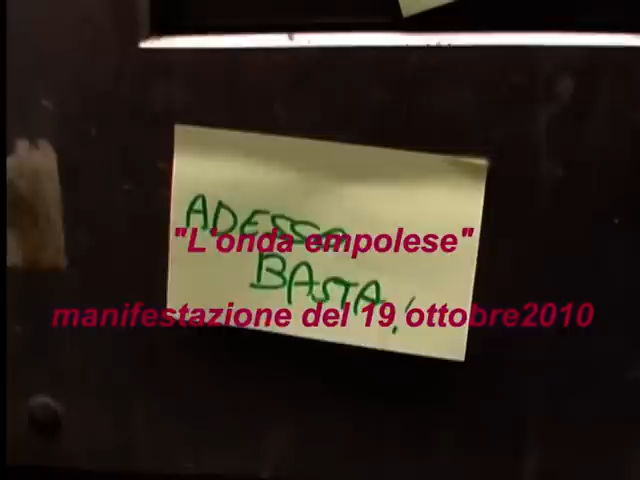 ADESSO
"L'onda empolese"
BASTA!
manifestazione del 19 ottobre2010